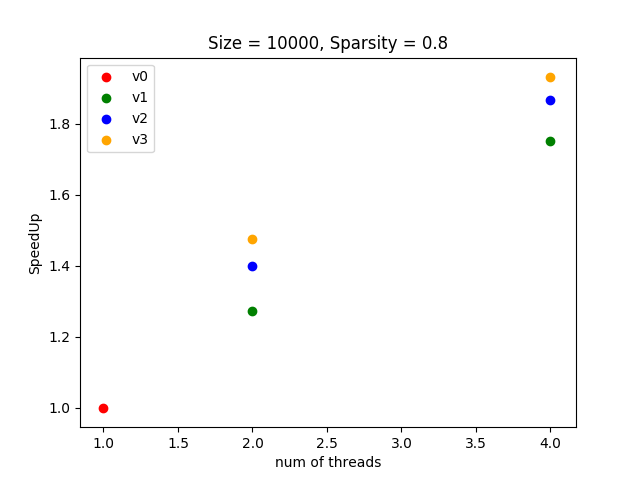 Size = 10000, Sparsity = 0.8
v0
v1
v2
v3
SpeedUp
1.8
1.6
1.4
1.2
1.0
1.0 1.5 2.0 2.5 3.0 3.5 4.0
num of threads